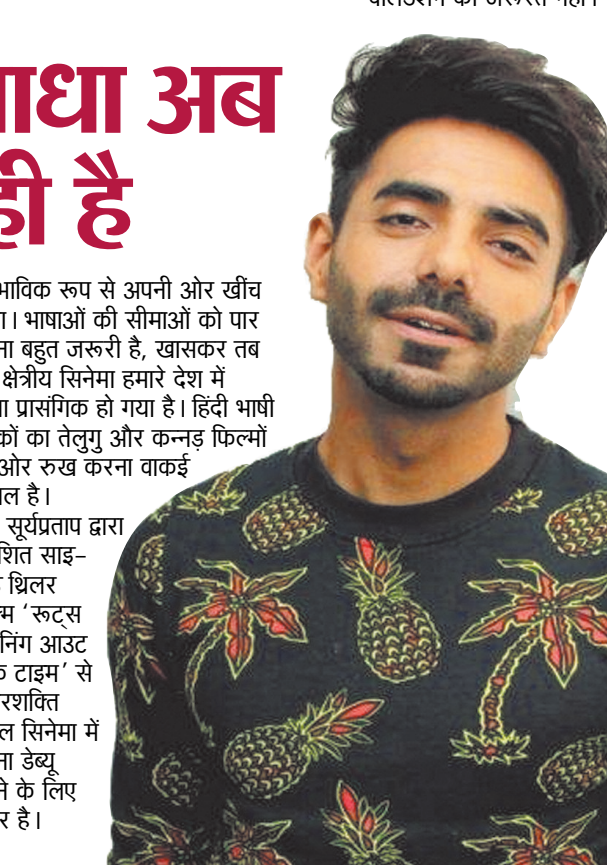 अब
है
रूप से अपनी ओर खींच
। भाषाओं की सीमाओं को पार
बहुत जरूरी है, खासकर तब
क्षेत्रीय सिनेमा हमारे देश में
प्रासंगिक हो गया है। हिंदी भाषी
का तेलुगु और कन्नड़ फिल्मों
ओर रुख करना वाकई
है।
सूर्यप्रताप द्वारा
साइ-
थ्रिलर
‘रूट्स
आउट
टाइम’ से
सिनेमा में
डेब्यू
के लिए
है।